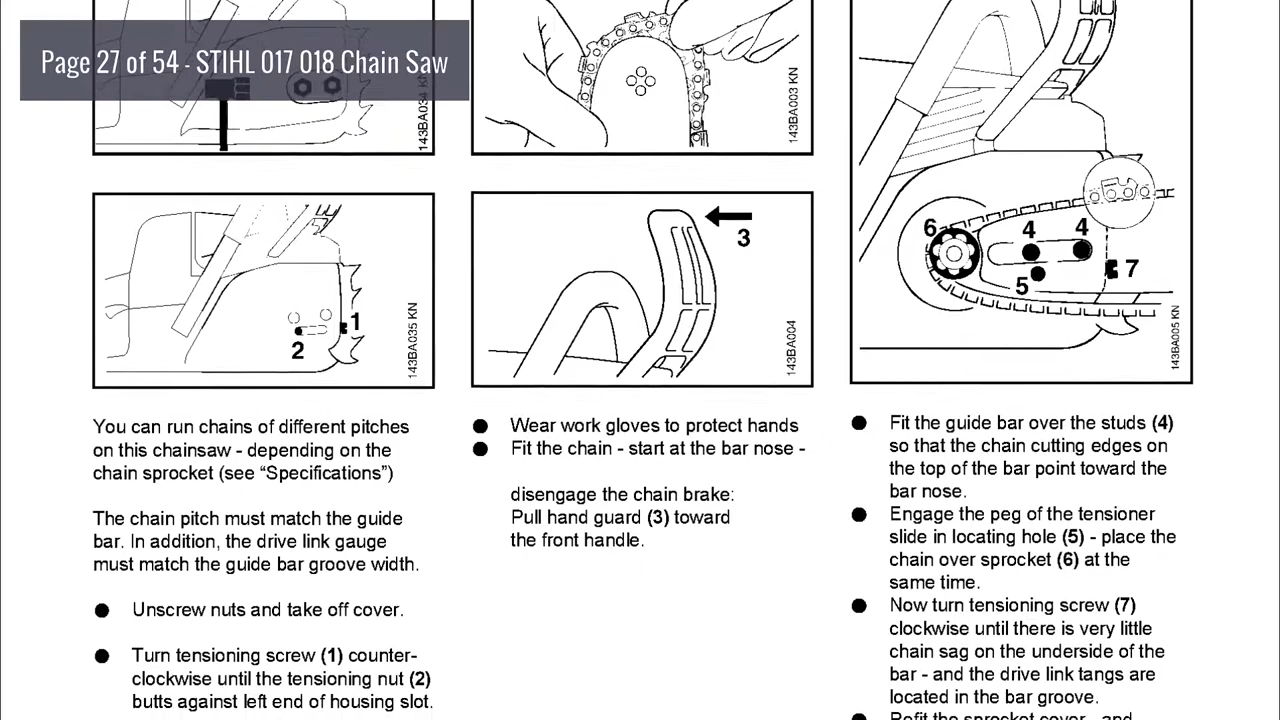 Page 27 of 54 - STIHL 017 018 Chain Saw
143BA034 KN
143BA003 KN
1
2
143BA035 KN
3
143BA004
6
4
4
5
7
143BA005 KN
You can run chains of different pitches
on this chainsaw - depending on the
chain sprocket (see “Specifications”)
The chain pitch must match the guide
bar. In addition, the drive link gauge
must match the guide bar groove width.
● Unscrew nuts and take off cover.
● Turn tensioning screw (1) counter-
clockwise until the tensioning nut (2)
butts against left end of housing slot.
● Wear work gloves to protect hands
● Fit the chain - start at the bar nose -
disengage the chain brake:
Pull hand guard (3) toward
the front handle.
● Fit the guide bar over the studs (4)
so that the chain cutting edges on
the top of the bar point toward the
bar nose.
● Engage the peg of the tensioner
slide in locating hole (5) - place the
chain over sprocket (6) at the
same time.
● Now turn tensioning screw (7)
clockwise until there is very little
chain sag on the underside of the
bar - and the drive link tangs are
located in the bar groove.
● Refit the sprocket cover - and